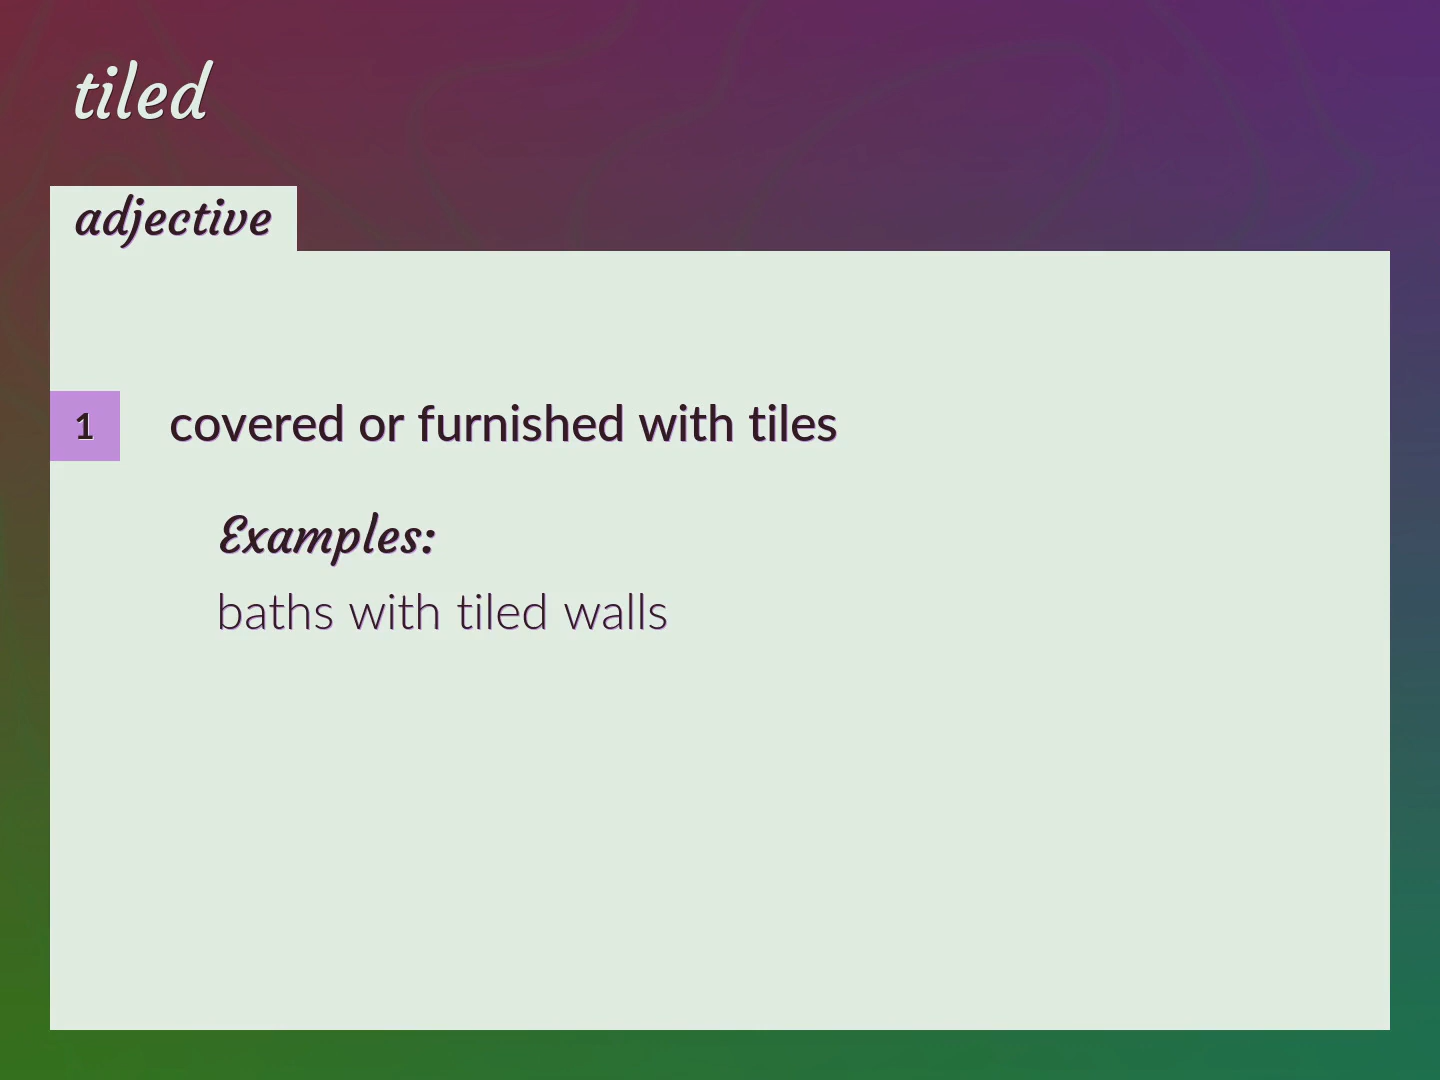 tiled
adjective
1 covered or furnished with tiles
Examples:
baths with tiled walls